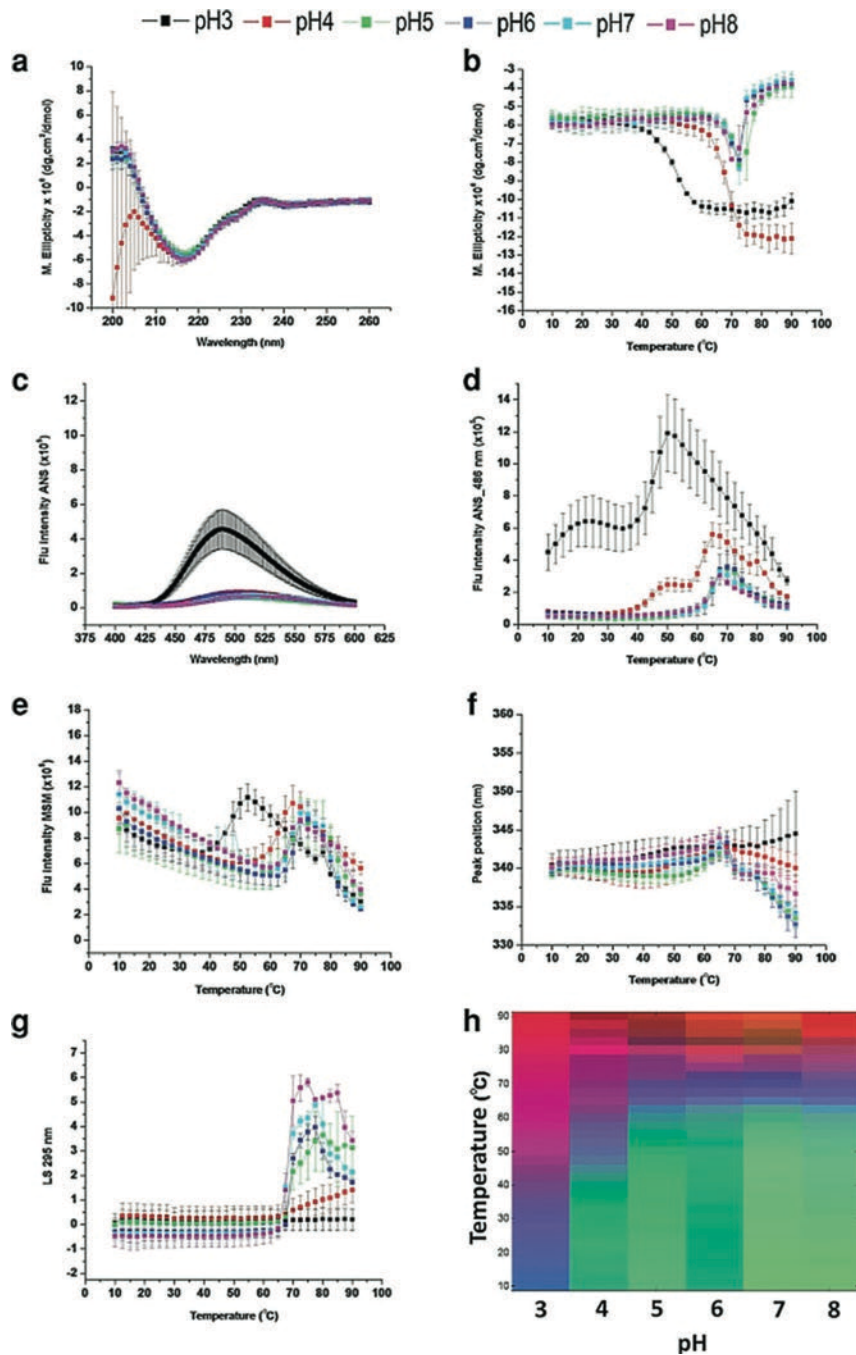 pH3 pH4 pH5 pH6 pH7 pH8
a
10
8
6
4
2
0
-2
-4
-6
-8
-10
200 210 220 230 240 250 260
M. Ellipticity x 10⁶ (dg.cm³/dmol)
Wavelength (nm)
b
-3
-4
-5
-6
-7
-8
-9
-10
-11
-12
-13
-14
-15
-16
0 10 20 30 40 50 60 70 80 90 100
Temperature (°C)
c
12
10
8
6
4
2
0
375 400 425 450 475 500 525 550 575 600 625
Flu Intensity ANS (x10⁵)
Wavelength (nm)
d
14
12
10
8
6
4
2
0
0 10 20 30 40 50 60 70 80 90 100
Flu Intensity ANS_486 nm (x10⁵)
Temperature (°C)
e
18
16
14
12
10
8
6
4
2
0
0 10 20 30 40 50 60 70 80 90 100
Flu Intensity MSM (x10⁵)
Temperature (°C)
f
360
355
350
345
340
335
330
0 10 20 30 40 50 60 70 80 90 100
Peak position (nm)
Temperature (°C)
g
7
6
5
4
3
2
1
0
-1
-2
0 10 20 30 40 50 60 70 80 90 100
LS 295 nm
Temperature (°C)
h
90
80
70
60
50
40
30
20
10
Temperature (°C)
3 4 5 6 7 8
pH